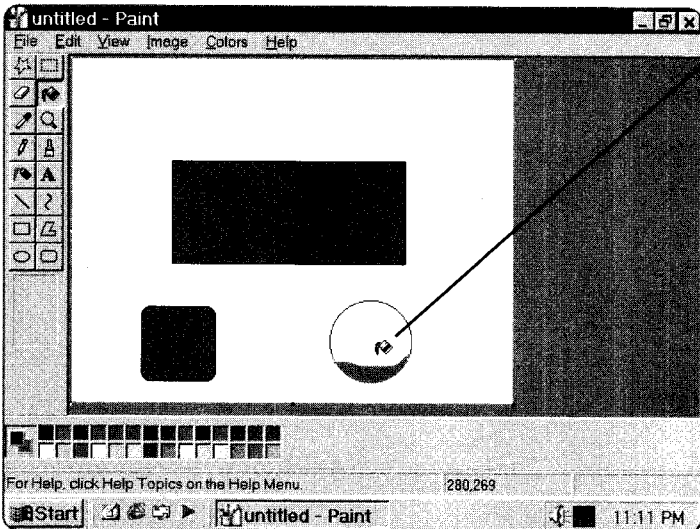 untitled - Paint
File Edit View Image Colors Help
A
For Help, click Help Topics on the Help Menu.
280,269
Start
untitled - Paint
11:11 PM